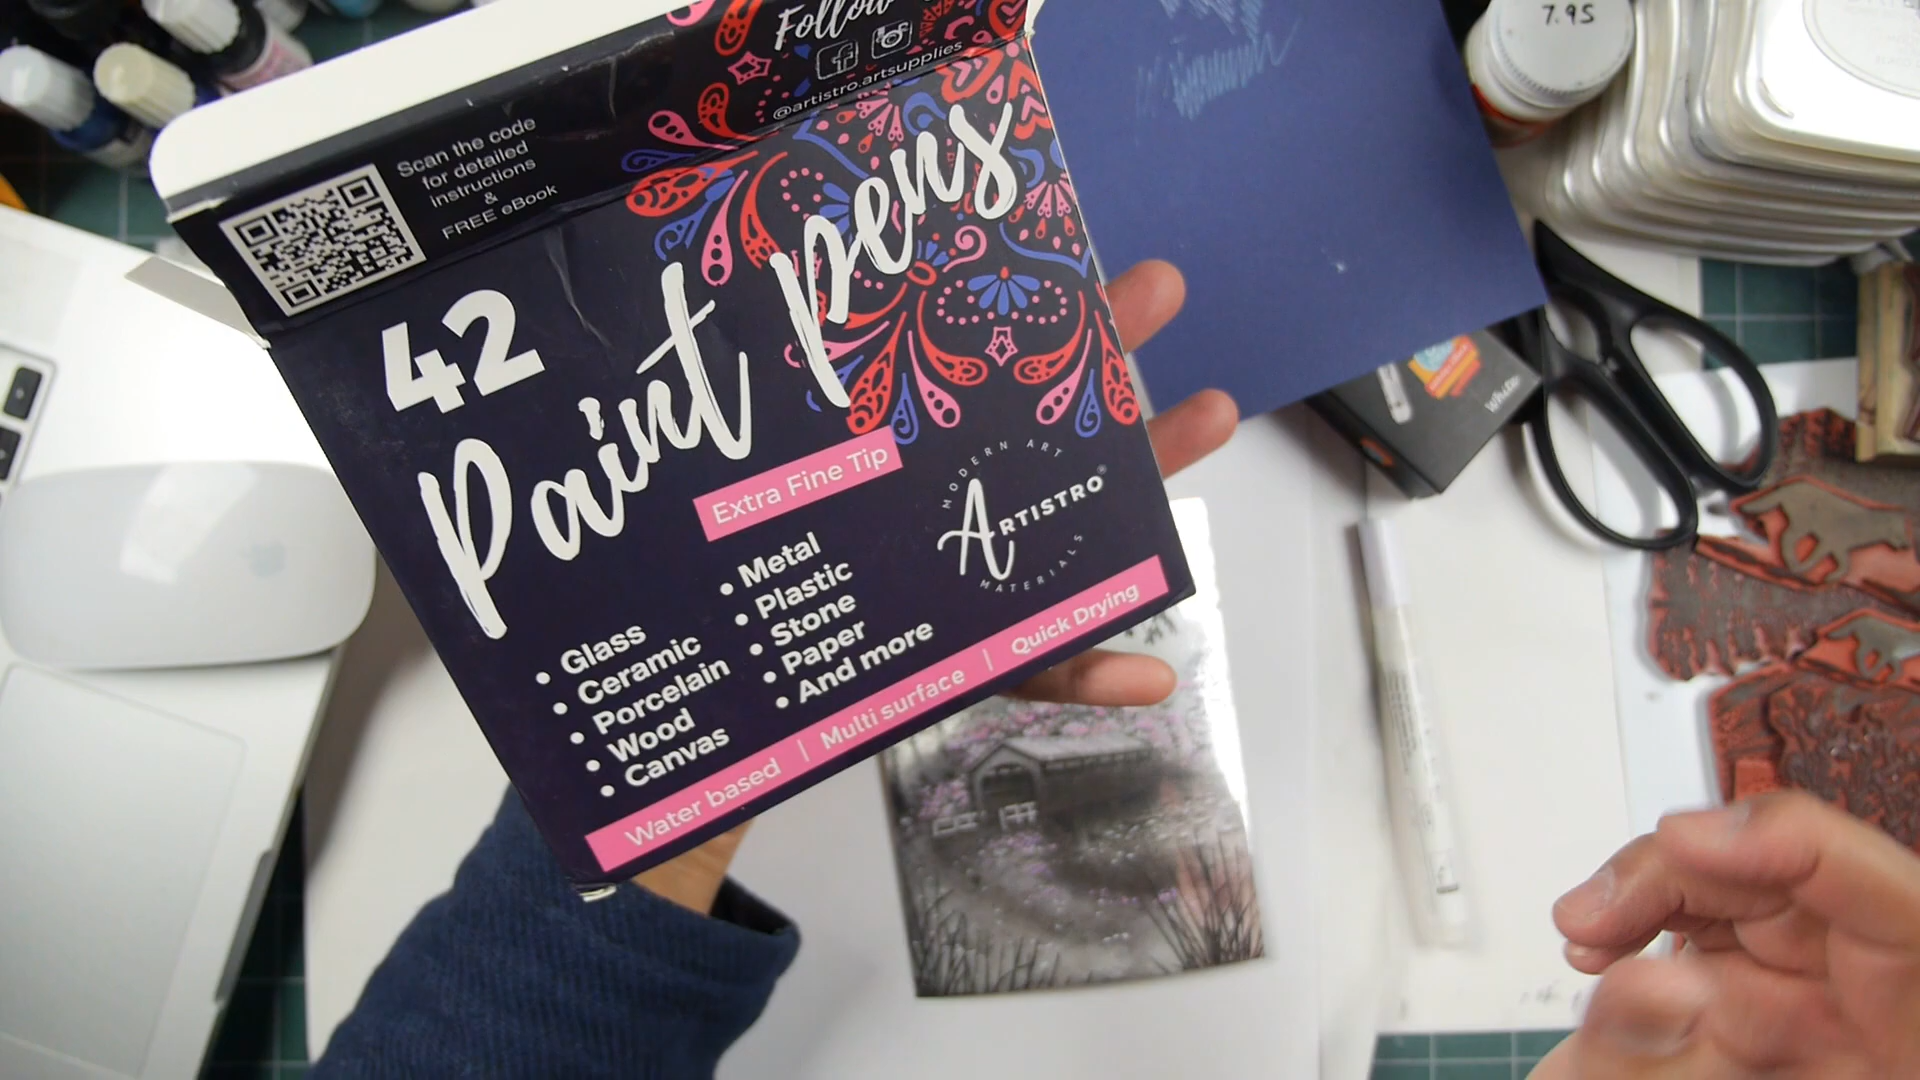 Follow
@artistro.artsupplies
Scan the code
for detailed
instructions
&
FREE eBook
42
Paint pens
Extra Fine Tip
• Glass
• Ceramic
• Porcelain
• Wood
• Canvas
• Metal
• Plastic
• Stone
• Paper
• And more
MODERN ART
ARTISTRO®
MATERIALS
Water based | Multi surface | Quick Drying
7.95
White